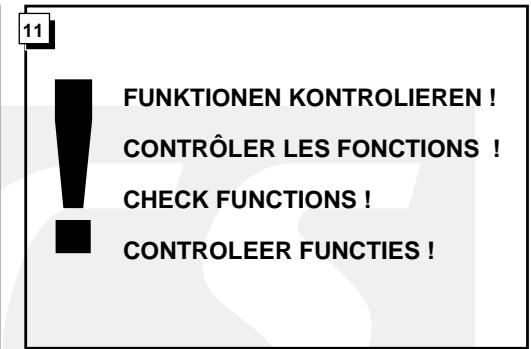 11
!
FUNKTIONEN KONTROLIEREN !
CONTRÔLER LES FONCTIONS !
CHECK FUNCTIONS !
CONTROLEER FUNCTIES !